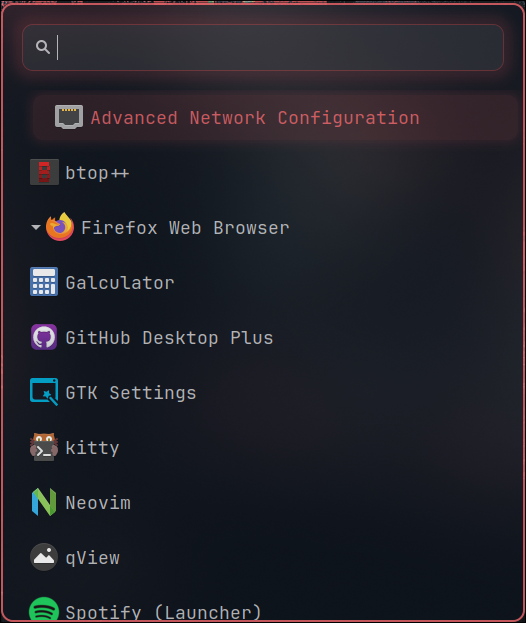 Advanced Network Configuration
btop++
Firefox Web Browser
Galculator
GitHub Desktop Plus
GTK Settings
kitty
Neovim
qView
Spotify (Launcher)